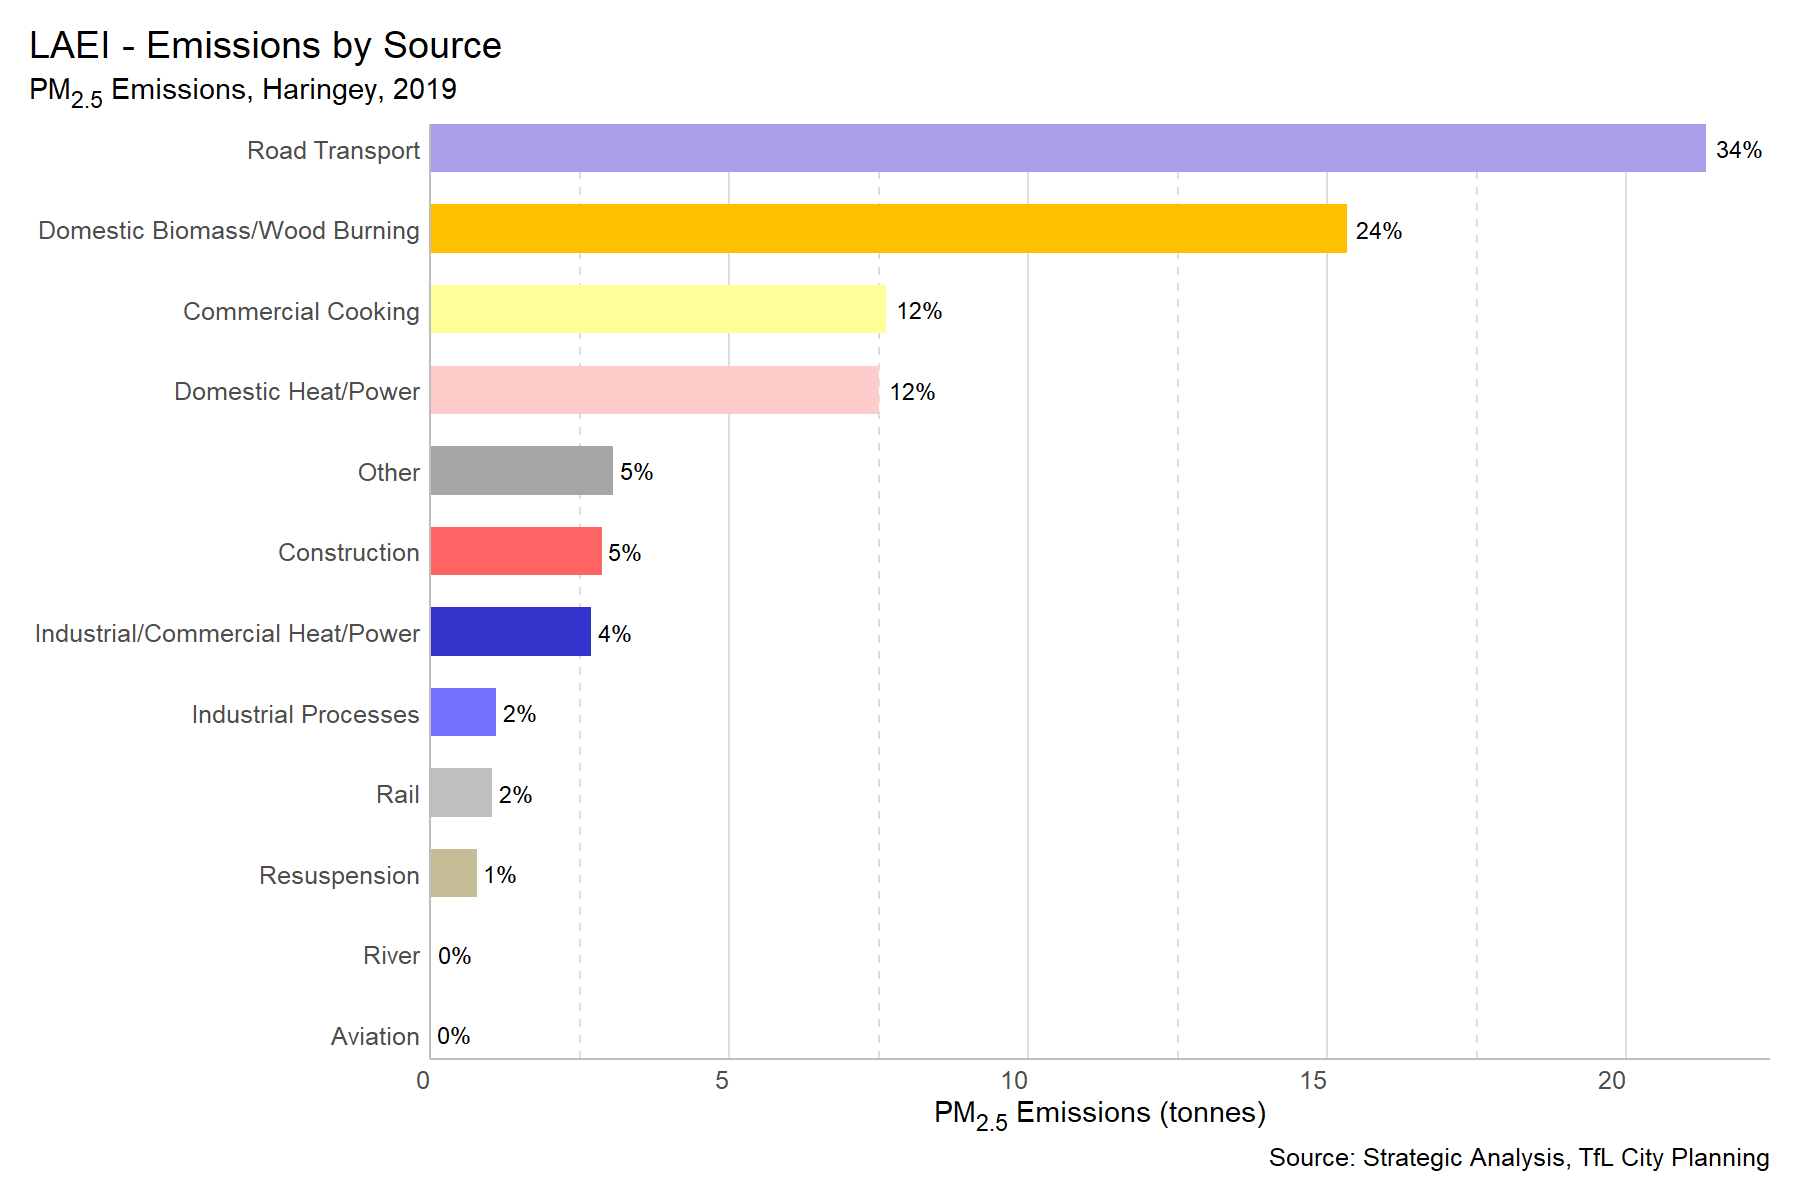 LAEI - Emissions by Source
PM2.5 Emissions, Haringey, 2019
Road Transport 34%
Domestic Biomass/Wood Burning 24%
Commercial Cooking 12%
Domestic Heat/Power 12%
Other 5%
Construction 5%
Industrial/Commercial Heat/Power 4%
Industrial Processes 2%
Rail 2%
Resuspension 1%
River 0%
Aviation 0%
0 5 10 15 20
PM2.5 Emissions (tonnes)
Source: Strategic Analysis, TfL City Planning